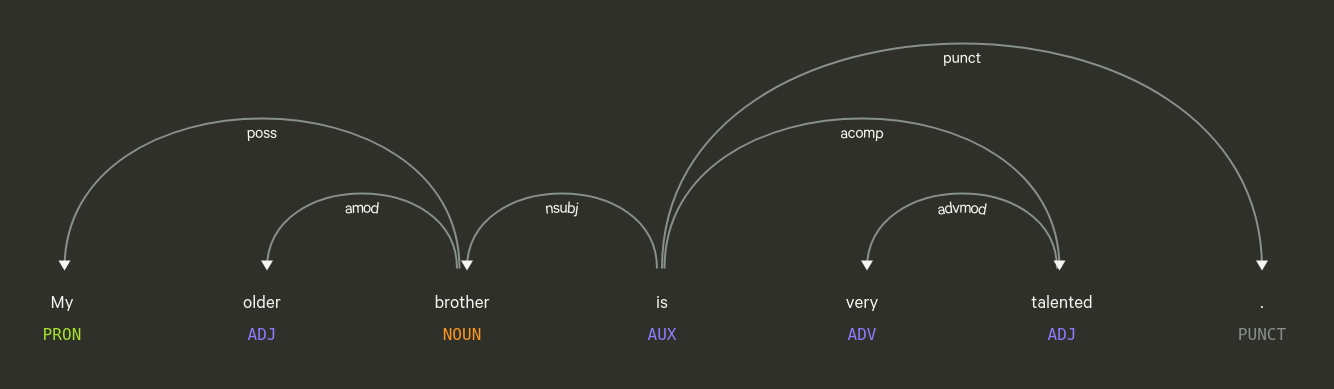 punct
poss acomp
amod nsubj advmod
My older brother is very talented .
PRON ADJ NOUN AUX ADV ADJ PUNCT